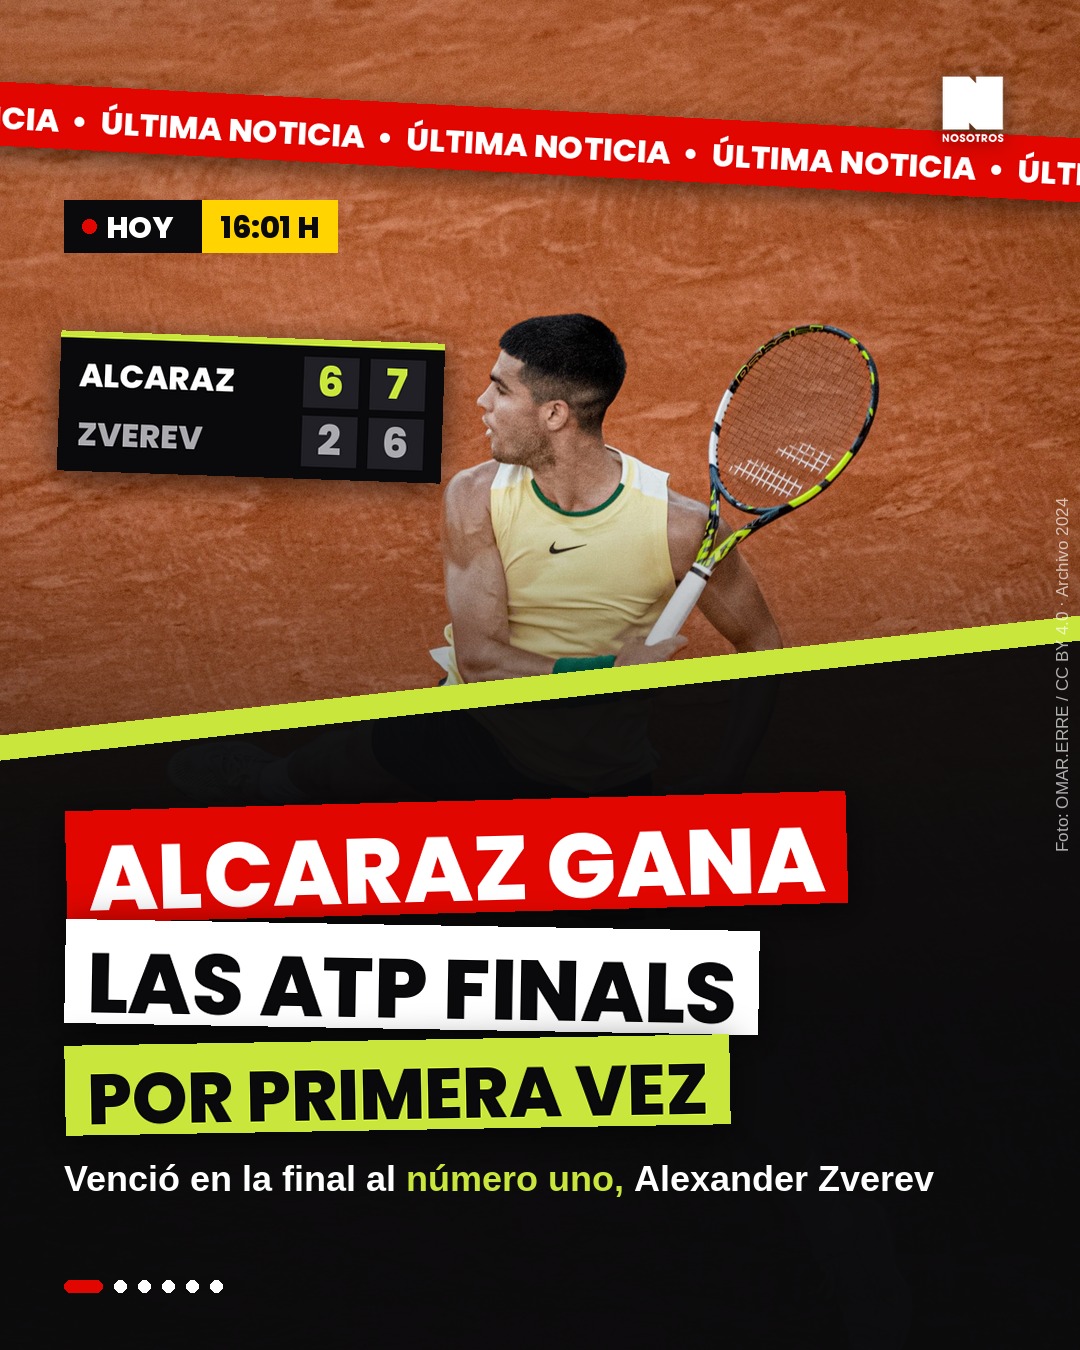 CIA • ÚLTIMA NOTICIA • ÚLTIMA NOTICIA • ÚLTIMA NOTICIA • ÚLTI
NOSOTROS
HOY 16:01 H
ALCARAZ 6 7
ZVEREV 2 6
Foto: OMAR.ERRE / CC BY 4.0 · Archivo 2024
ALCARAZ GANA
LAS ATP FINALS
POR PRIMERA VEZ
Venció en la final al número uno, Alexander Zverev